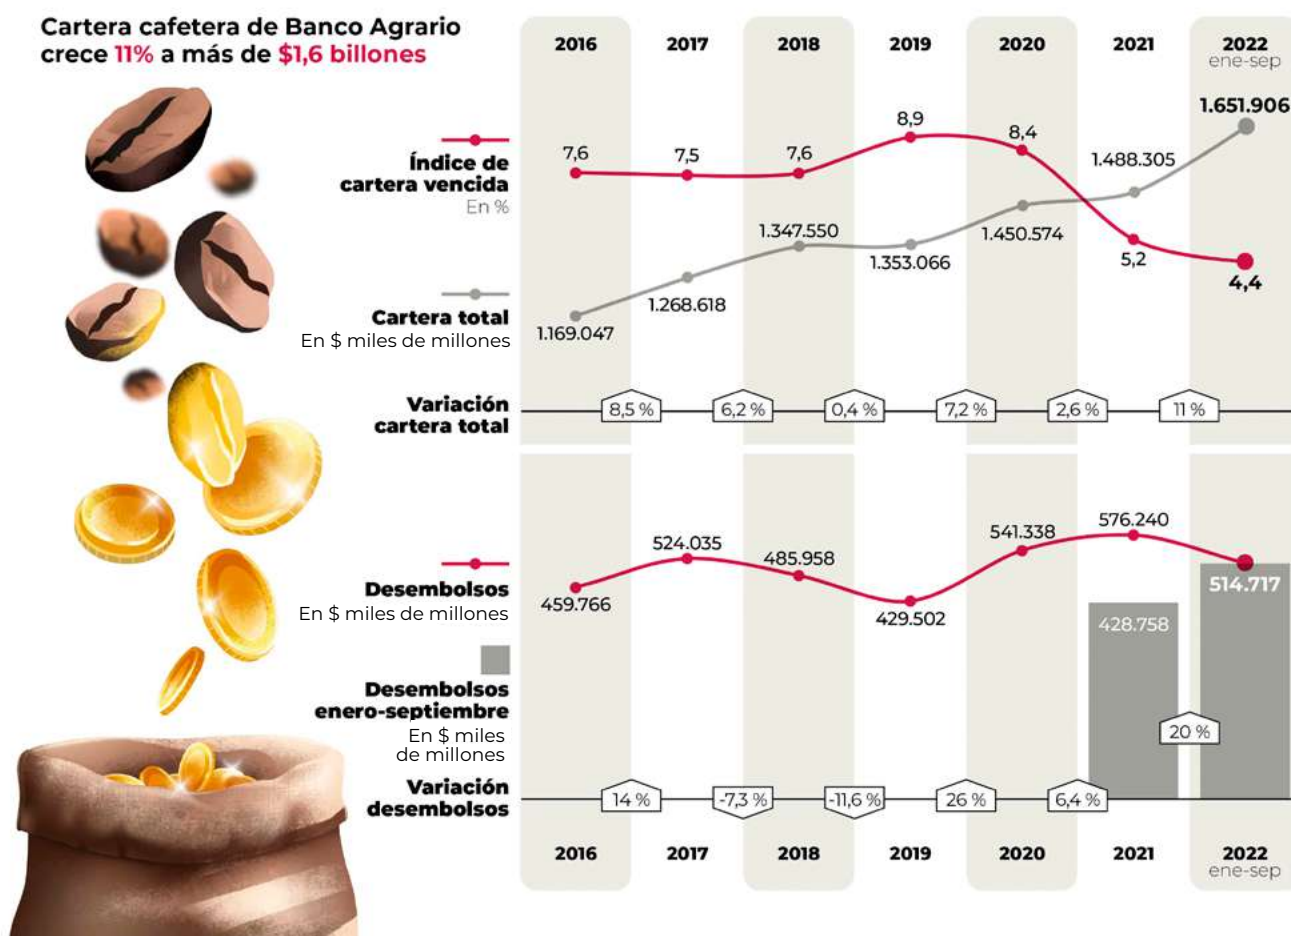 Cartera cafetera de Banco Agrario
crece 11% a más de $1,6 billones
2016 2017 2018 2019 2020 2021 2022
ene-sep
Índice de
cartera vencida
En %
7,6 7,5 7,6 8,9 8,4 5,2 4,4
Cartera total
En $ miles de millones
1.169.047 1.268.618 1.347.550 1.353.066 1.450.574 1.488.305 1.651.906
Variación
cartera total
8,5 % 6,2 % 0,4 % 7,2 % 2,6 % 11 %
Desembolsos
En $ miles de millones
459.766 524.035 485.958 429.502 541.338 576.240 514.717
Desembolsos
enero-septiembre
En $ miles
de millones
428.758
20 %
Variación
desembolsos
14 % -7,3 % -11,6 % 26 % 6,4 %
2016 2017 2018 2019 2020 2021 2022
ene-sep